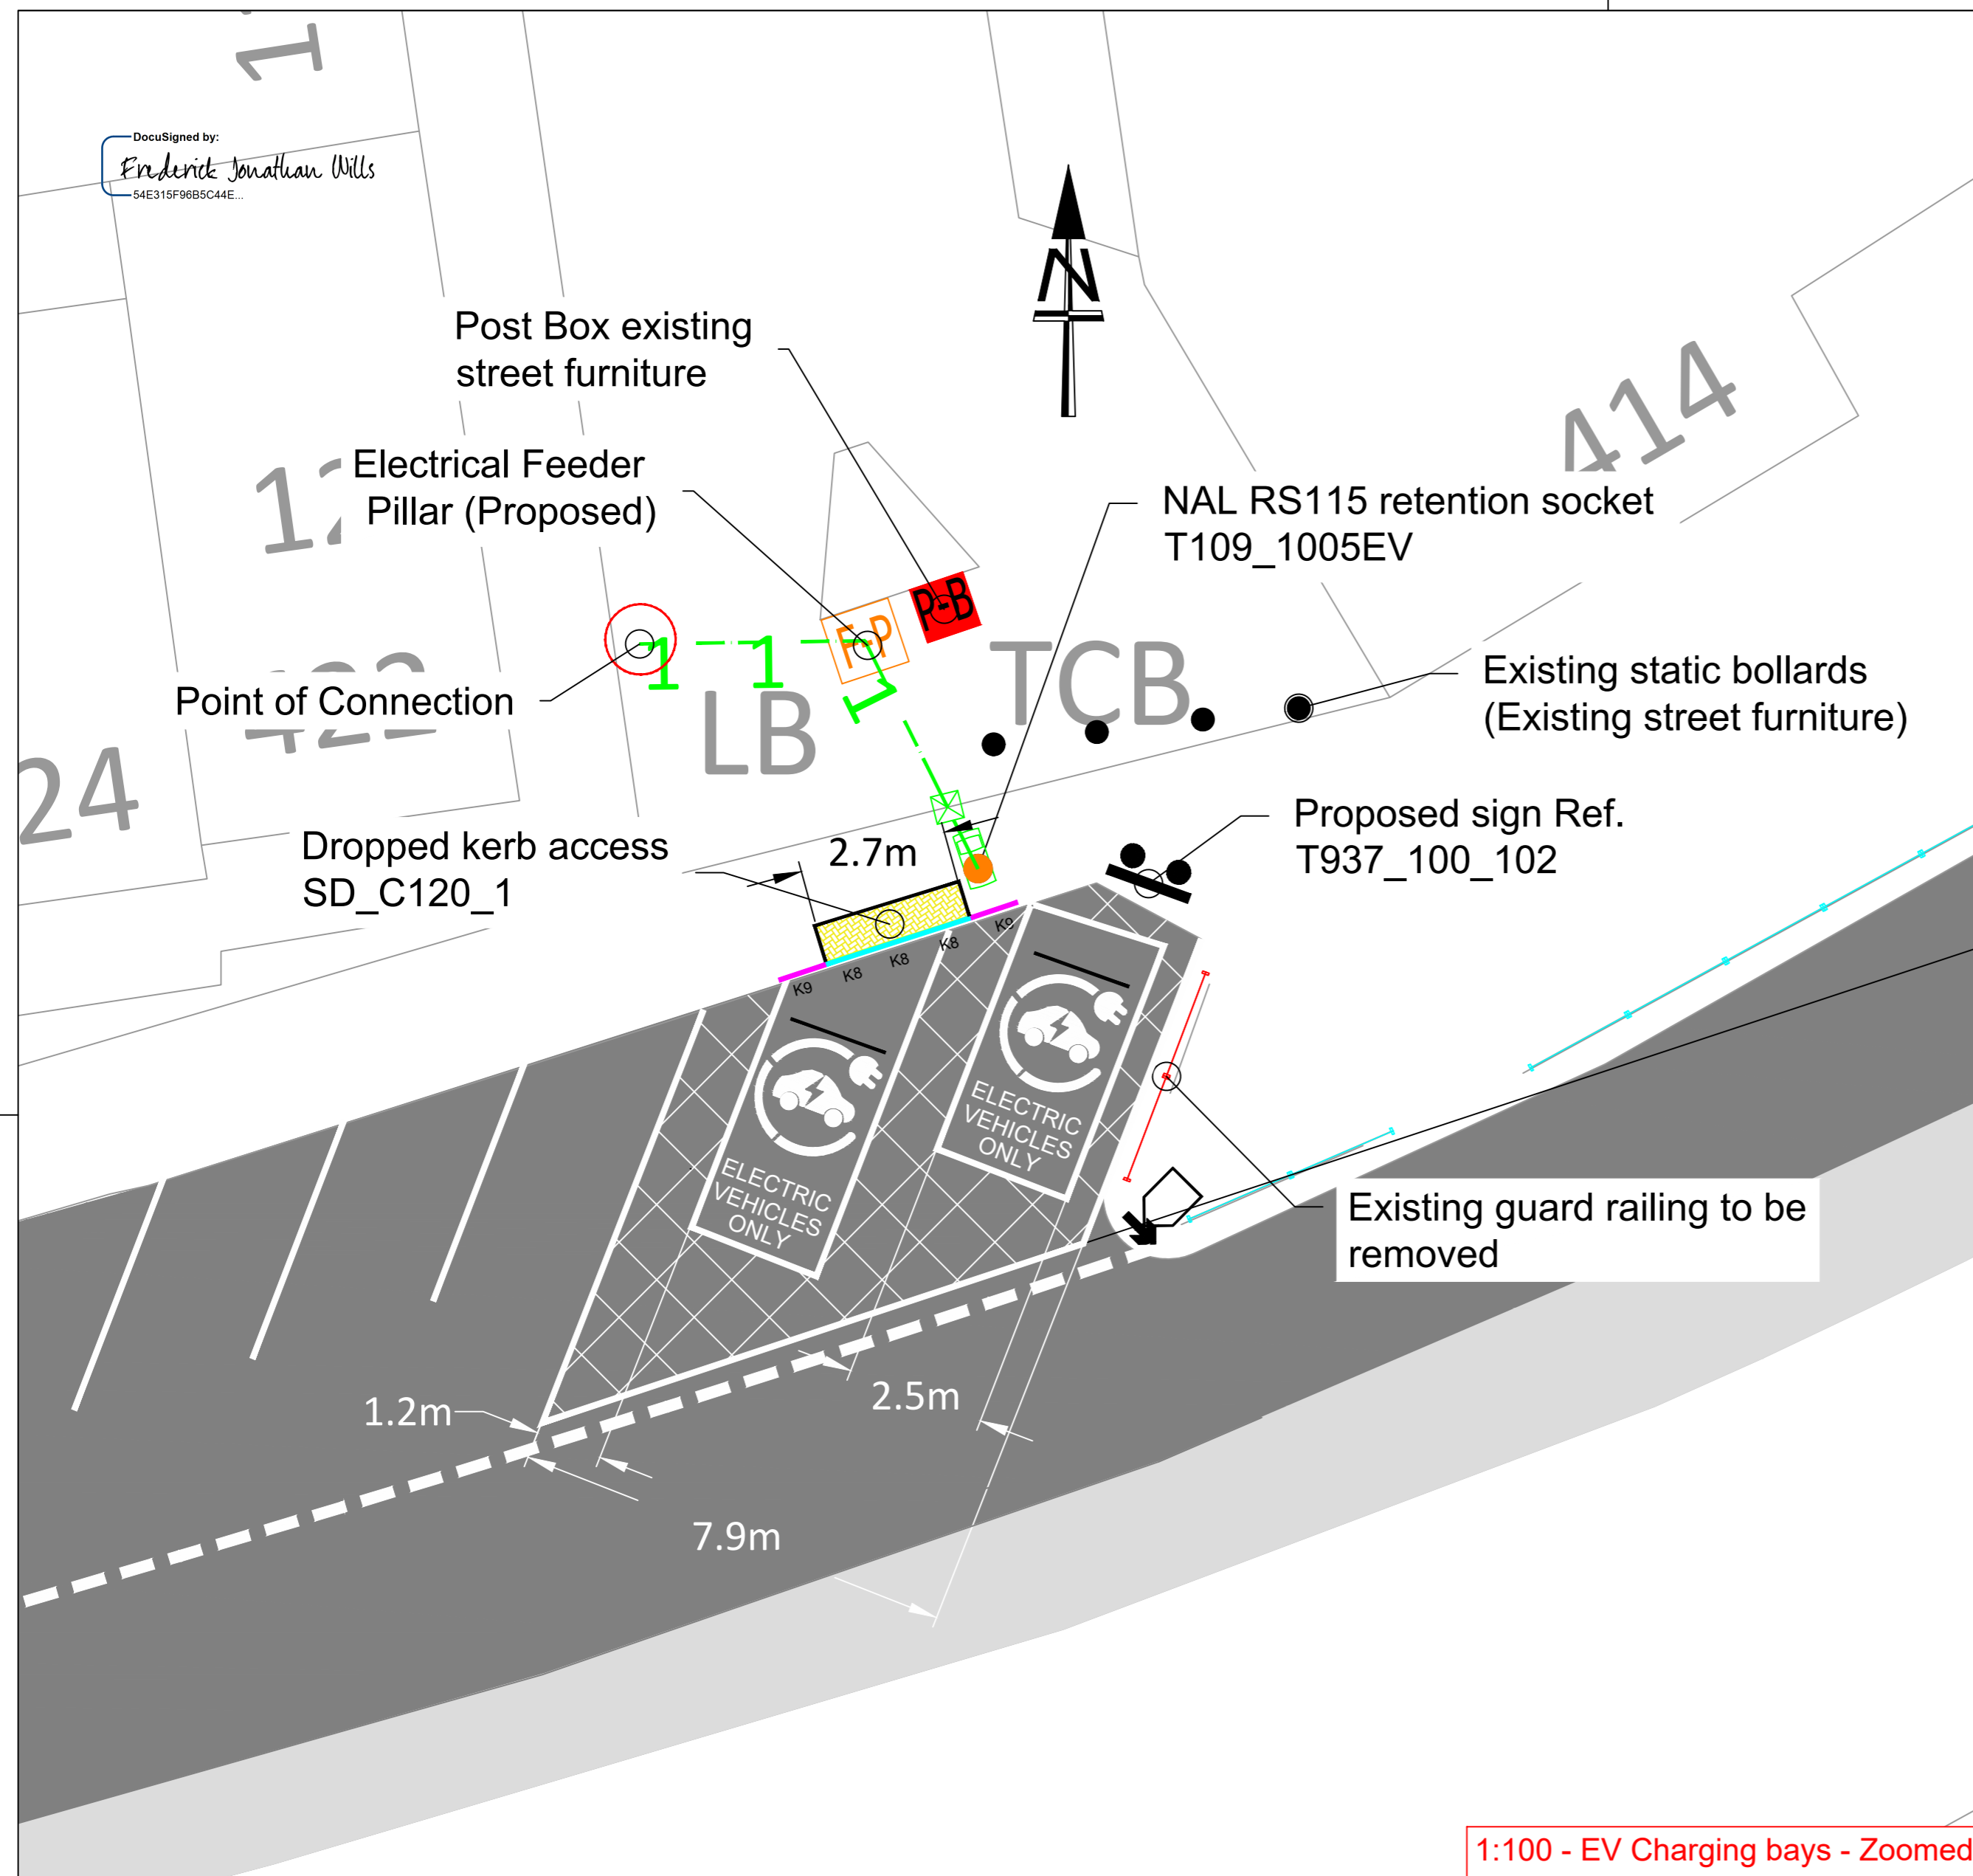 DocuSigned by:
Frederick Jonathan Wills
54E315F96B5C44E...
N
Post Box existing
street furniture
Electrical Feeder
Pillar (Proposed)
NAL RS115 retention socket
T109_1005EV
414
P-B
F-P
1
1
1
Point of Connection
422
LB
TCB
Existing static bollards
(Existing street furniture)
24
Dropped kerb access
SD_C120_1
2.7m
Proposed sign Ref.
T937_100_102
K9
K8
K8
K8
K9
ELECTRIC
VEHICLES
ONLY
ELECTRIC
VEHICLES
ONLY
Existing guard railing to be
removed
1.2m
2.5m
7.9m
1:100 - EV Charging bays - Zoomed